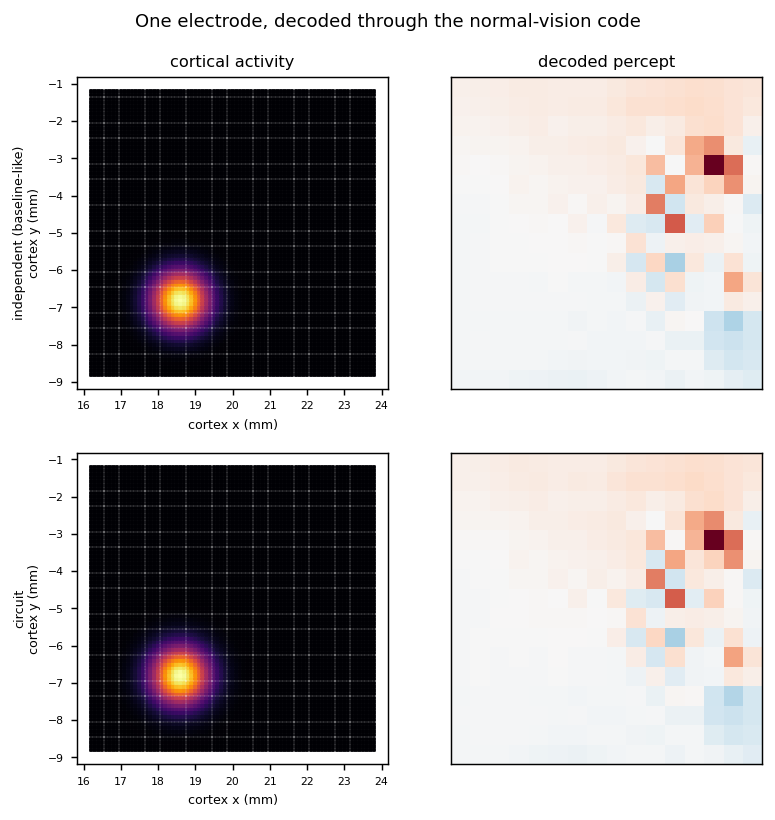 One electrode, decoded through the normal-vision code
cortical activity
decoded percept
independent (baseline-like)
cortex y (mm)
−1
−2
−3
−4
−5
−6
−7
−8
−9
16 17 18 19 20 21 22 23 24
cortex x (mm)
circuit
cortex y (mm)
−1
−2
−3
−4
−5
−6
−7
−8
−9
16 17 18 19 20 21 22 23 24
cortex x (mm)